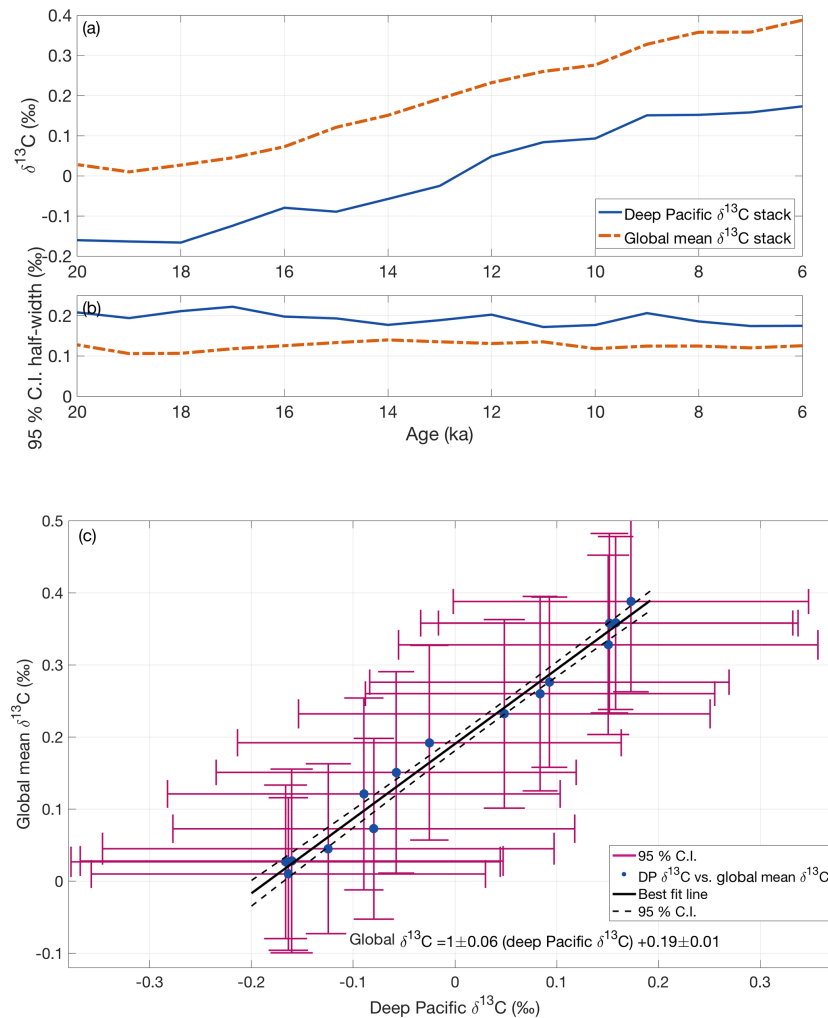 (a)
0.4
0.3
0.2
0.1
0
-0.1
-0.2
δ13C (‰)
Deep Pacific δ13C stack
Global mean δ13C stack
20 18 16 14 12 10 8 6
Age (ka)
(b)
0.2
0.1
0
95 % C.I. half-width (‰)
20 18 16 14 12 10 8 6
Age (ka)
(c)
0.5
0.4
0.3
0.2
0.1
0
-0.1
Global mean δ13C (‰)
95 % C.I.
DP δ13C vs. global mean δ13C
Best fit line
95 % C.I.
Global δ13C =1±0.06 (deep Pacific δ13C) +0.19±0.01
-0.3 -0.2 -0.1 0 0.1 0.2 0.3
Deep Pacific δ13C (‰)